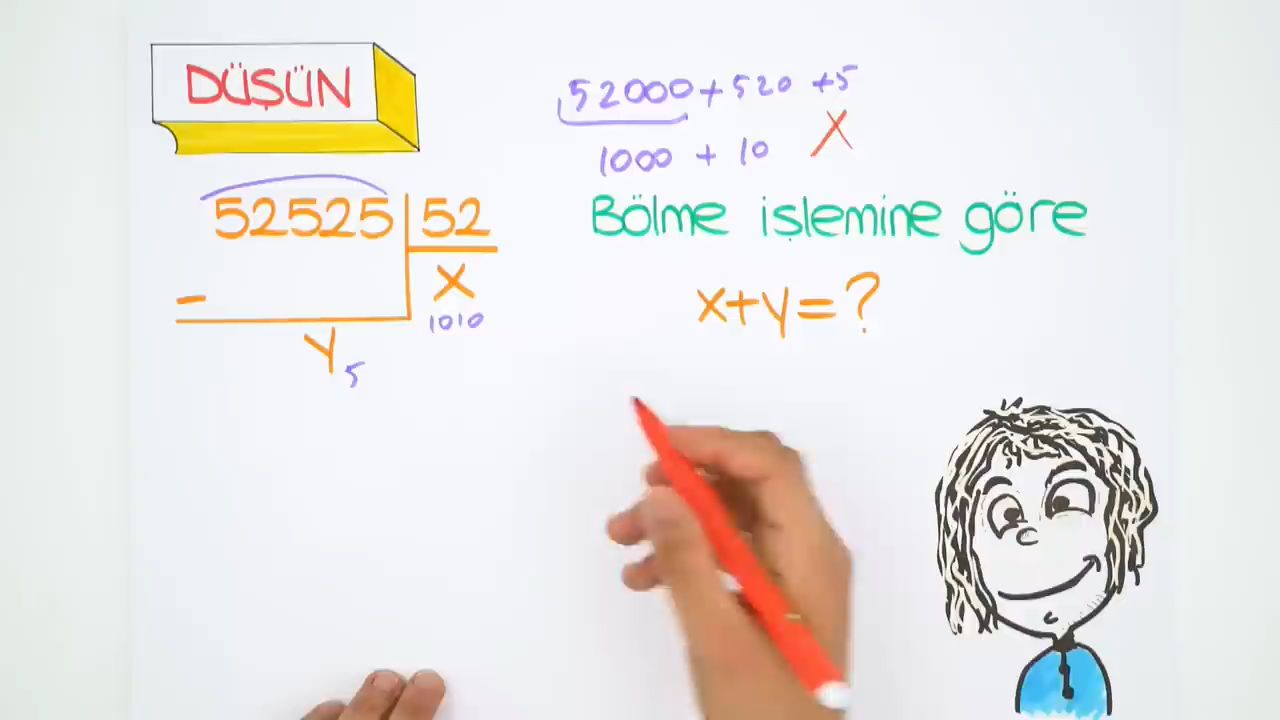 DÜŞÜN
52000+520+5
1000 + 10 X
52525 52
- X
1010
Y 5
Bölme işlemine göre
x+y=?